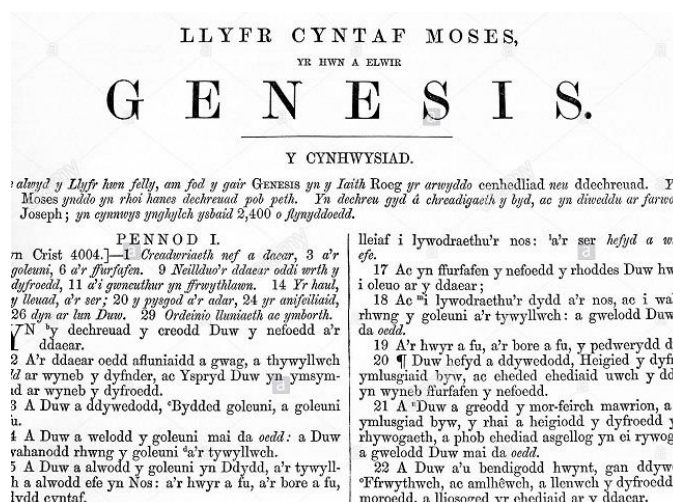 LLYFR CYNTAF MOSES,
YR HWN A ELWIR
GENESIS.
Y CYNHWYSIAD.
alwyd y Llyfr hwn felly, am fod y gair GENESIS yn y Iaith Roeg yr arwyddo cenhedliad neu ddechreuad. Y
Moses ynddo yn rhoi hanes dechreuad pob peth. Yn dechreu gyd á chreadigaeth y byd, ac yn diweddu ar farwo
Joseph; yn cynnwys ynghylch ysbaid 2,400 o flynyddoedd.
PENNOD I.
yn Crist 4004.]—1 Creadwriaeth nef a daear, 3 a'r
goleuni, 6 a'r ffurfafen. 9 Neillduo'r ddaear oddi wrth y
dyfroedd, 11 a'i gwneuthur yn ffrwythlawn. 14 Yr haul,
y lleuad, a'r ser; 20 y pysgod a'r adar, 24 yr anifeiliaid,
26 dyn ar lun Duw. 29 Ordeinio lluniaeth ac ymborth.
YN b y dechreuad y creodd Duw y nefoedd a'r
ddaear.
2 A'r ddaear oedd afluniaidd a gwag, a thywyllwch
ar wyneb y dyfnder, ac Yspryd Duw yn ymsym-
ud ar wyneb y dyfroedd.
3 A Duw a ddywedodd, c Bydded goleuni, a goleuni
fu.
4 A Duw a welodd y goleuni mai da oedd: a Duw
wahanodd rhwng y goleuni d a'r tywyllwch.
5 A Duw a alwodd y goleuni yn Ddydd, a'r tywyll-
h a alwodd efe yn Nos: a'r hwyr a fu, a'r bore a fu,
dydd cyntaf.
lleiaf i lywodraethu'r nos: l a'r ser hefyd a w
efe.
17 Ac yn ffurfafen y nefoedd y rhoddes Duw hw
i oleuo ar y ddaear;
18 Ac m i lywodraethu'r dydd a'r nos, ac i wa
rhwng y goleuni a'r tywyllwch: a gwelodd Duw
da oedd.
19 A'r hwyr a fu, a'r bore a fu, y pedwerydd d
20 ¶ Duw hefyd a ddywedodd, Heigied y dyf
ymlusgiaid byw, ac eheded ehediaid uwch y dd
yn wyneb ffurfafen y nefoedd.
21 A n Duw a greodd y mor-feirch mawrion, a
ymlusgiaid byw, y rhai a heigiodd y dyfroedd
rhywogaeth, a phob ehediad asgellog yn ei rywog
a gwelodd Duw mai da oedd.
22 A Duw a'u bendigodd hwynt, gan ddyw
o Ffrwythwch, ac amlhêwch, a llenwch y dyfroedd
moroedd, a lliosoged yr ehediaid ar y ddaear.